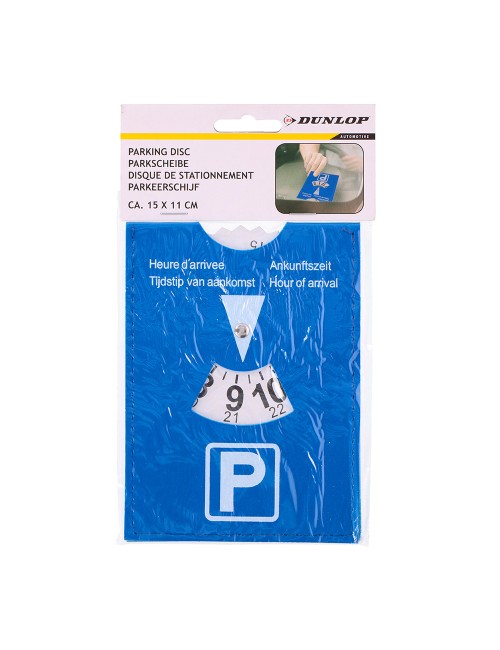 DUNLOP
AUTOMOTIVE
PARKING DISC
PARKSCHEIBE
DISQUE DE STATIONNEMENT
PARKEERSCHIJF
CA. 15 X 11 CM
Heure d'arrivee Ankunftszeit
Tijdstip van aankomst Hour of arrival
8 9 10
21 22
P